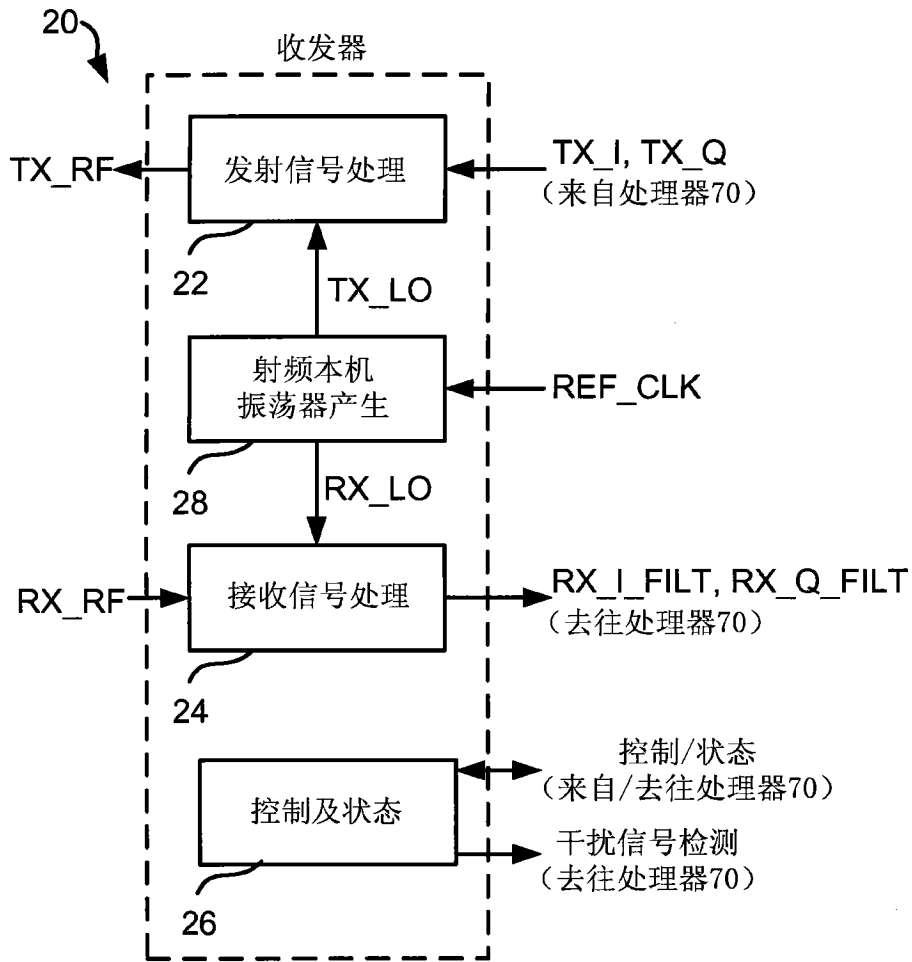 20
收发器
TX_RF
发射信号处理
TX_I, TX_Q
（来自处理器70）
22
TX_LO
射频本机
振荡器产生
REF_CLK
28
RX_LO
RX_RF
接收信号处理
RX_I_FILT, RX_Q_FILT
（去往处理器70）
24
控制及状态
控制/状态
（来自/去往处理器70）
干扰信号检测
（去往处理器70）
26